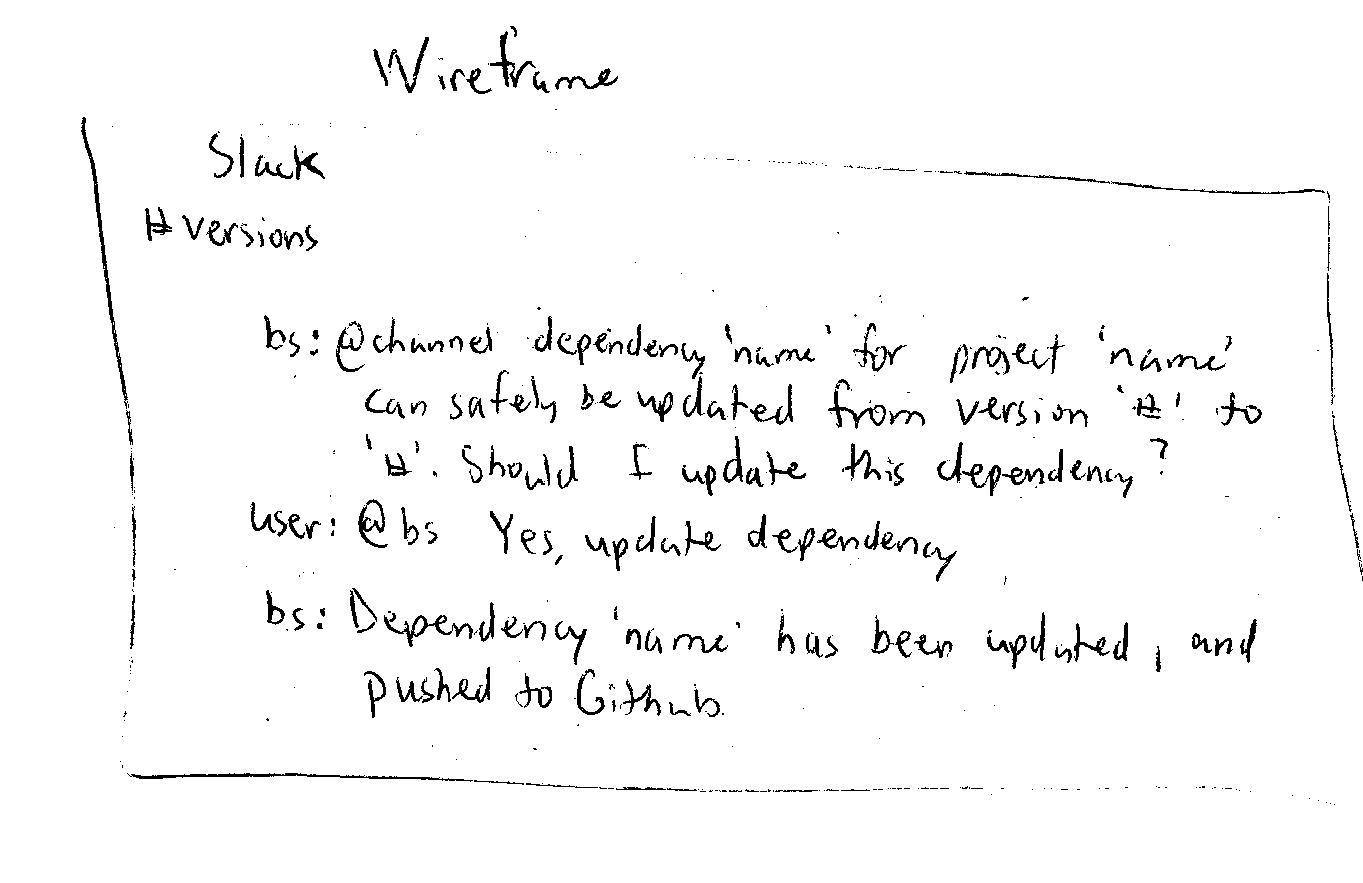 Wireframe
Slack
#versions
bs: @channel dependency 'name' for project 'name'
can safely be updated from version '#' to
'#'. Should I update this dependency?
user: @bs Yes, update dependency
bs: Dependency 'name' has been updated, and
pushed to Github